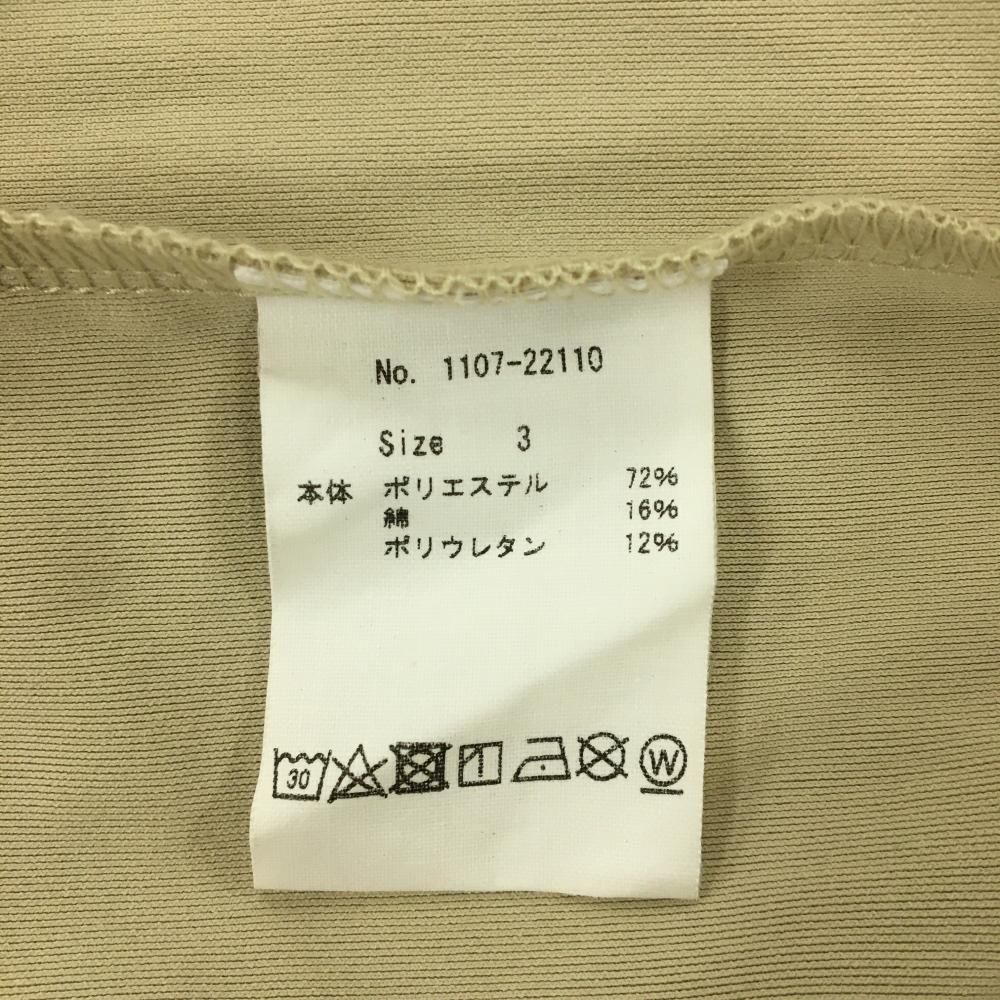 No. 1107-22110
Size 3
本体 ポリエステル 72%
綿 16%
ポリウレタン 12%
30 W